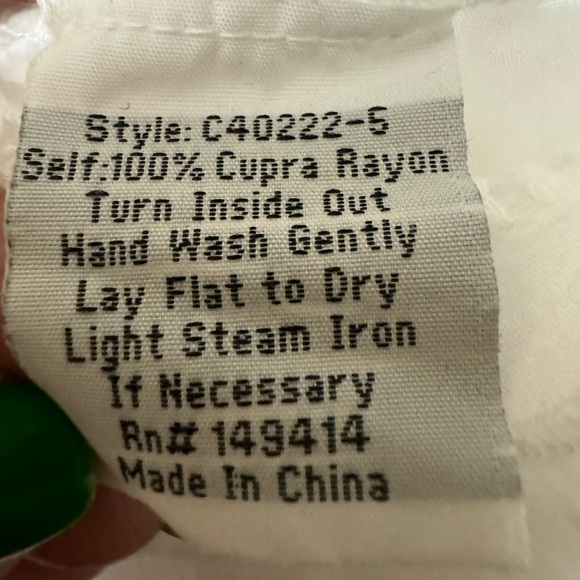 Style: C40222-5
Self:100% Cupra Rayon
Turn Inside Out
Hand Wash Gently
Lay Flat to Dry
Light Steam Iron
If Necessary
Rn# 149414
Made In China